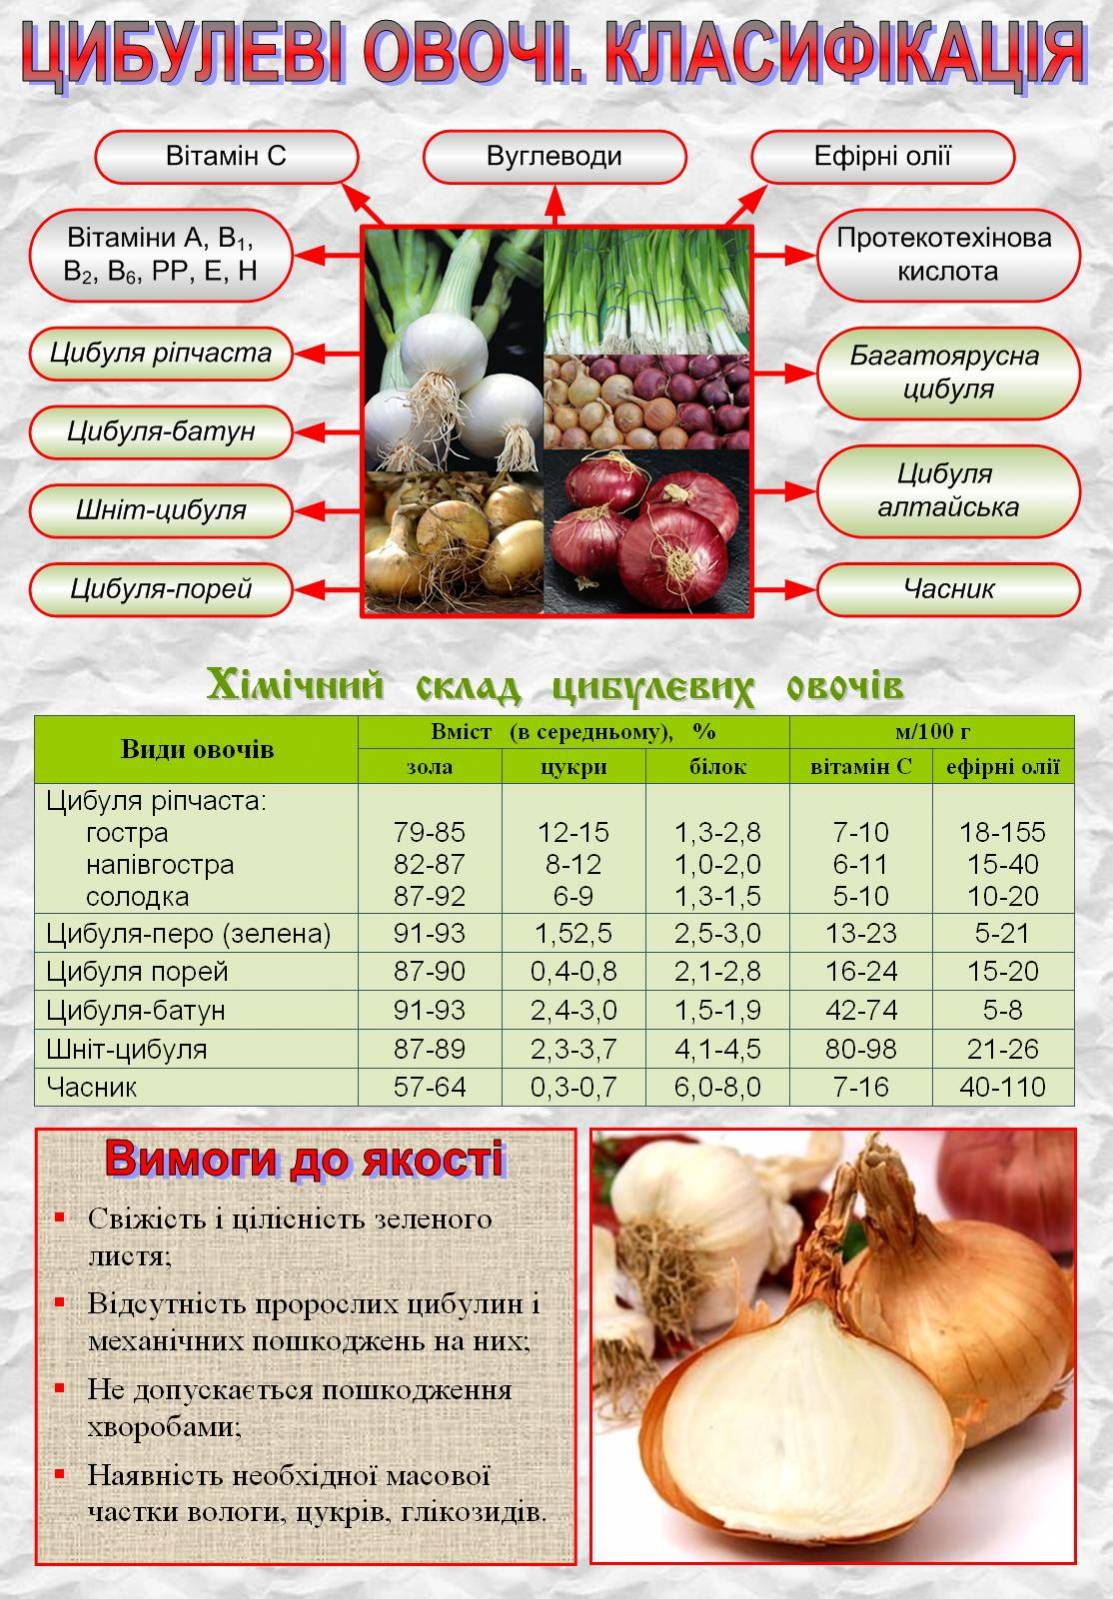 ЦИБУЛЕВІ ОВОЧІ. КЛАСИФІКАЦІЯ
Вітамін С
Вуглеводи
Ефірні олії
Вітаміни А, В1,
В2, В6, РР, Е, Н
Протекотехінова
кислота
Цибуля ріпчаста
Багатоярусна
цибуля
Цибуля-батун
Шніт-цибуля
Цибуля
алтайська
Цибуля-порей
Часник
Хімічний склад цибулевих овочів
Види овочів
Вміст (в середньому), %
м/100 г
зола цукри білок вітамін С ефірні олії
Цибуля ріпчаста:
гостра 79-85 12-15 1,3-2,8 7-10 18-155
напівгостра 82-87 8-12 1,0-2,0 6-11 15-40
солодка 87-92 6-9 1,3-1,5 5-10 10-20
Цибуля-перо (зелена) 91-93 1,52,5 2,5-3,0 13-23 5-21
Цибуля порей 87-90 0,4-0,8 2,1-2,8 16-24 15-20
Цибуля-батун 91-93 2,4-3,0 1,5-1,9 42-74 5-8
Шніт-цибуля 87-89 2,3-3,7 4,1-4,5 80-98 21-26
Часник 57-64 0,3-0,7 6,0-8,0 7-16 40-110
Вимоги до якості
▪ Свіжість і цілісність зеленого
листя;
▪ Відсутність пророслих цибулин і
механічних пошкоджень на них;
▪ Не допускається пошкодження
хворобами;
▪ Наявність необхідної масової
частки вологи, цукрів, глікозидів.